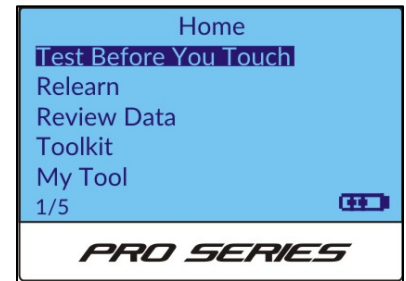 Home
Test Before You Touch
Relearn
Review Data
Toolkit
My Tool
1/5
PRO SERIES